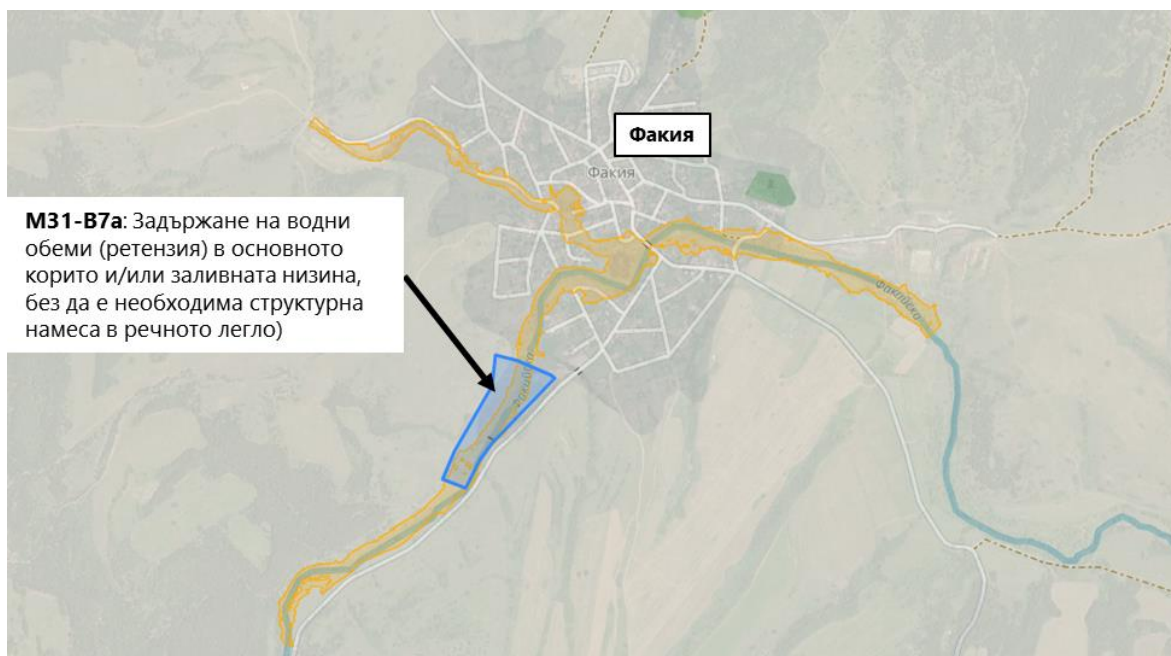 Факия
Факия
М31-В7а: Задържане на водни
обеми (ретензия) в основното
корито и/или заливната низина,
без да е необходима структурна
намеса в речното легло)
Факийска
Факийска